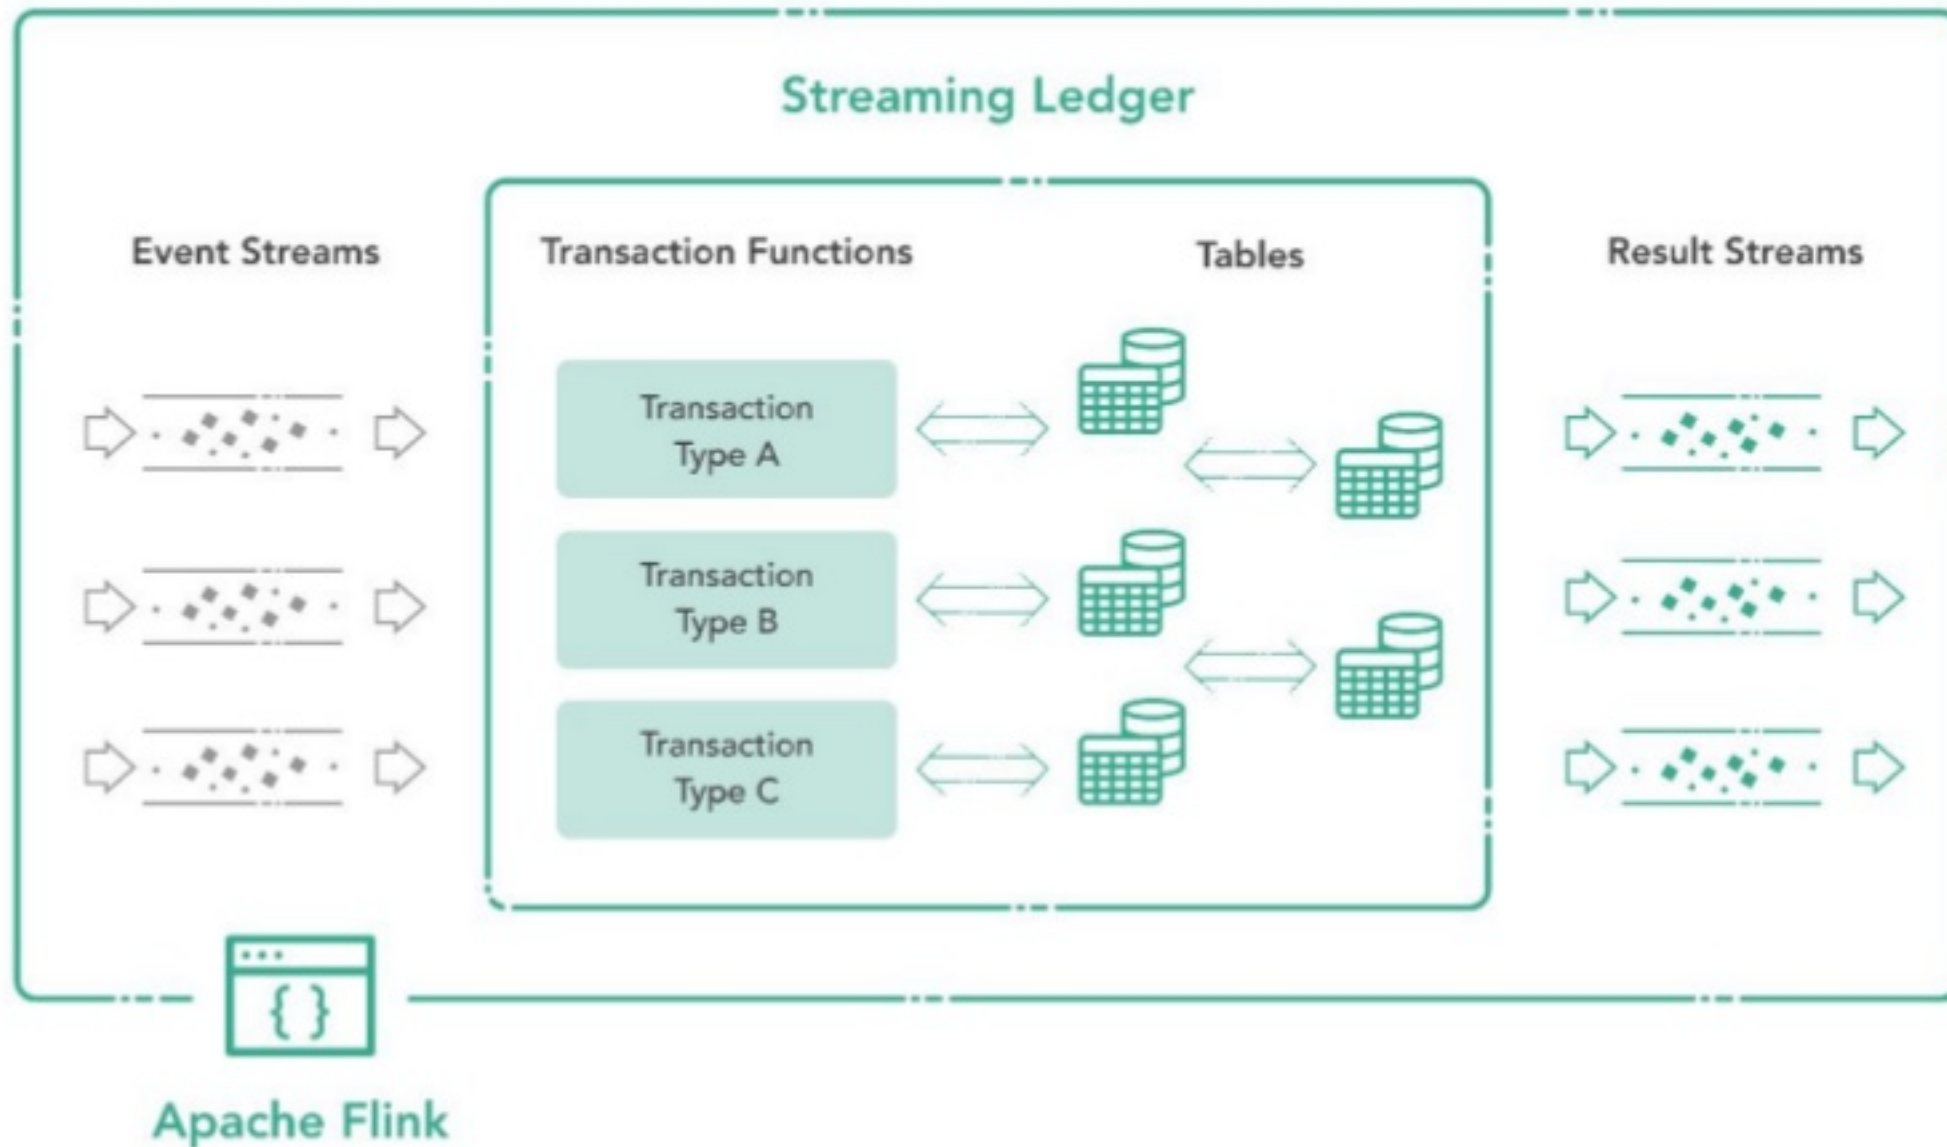 Streaming Ledger
Event Streams
Transaction Functions
Tables
Result Streams
Transaction
Type A
Transaction
Type B
Transaction
Type C
{ }
Apache Flink